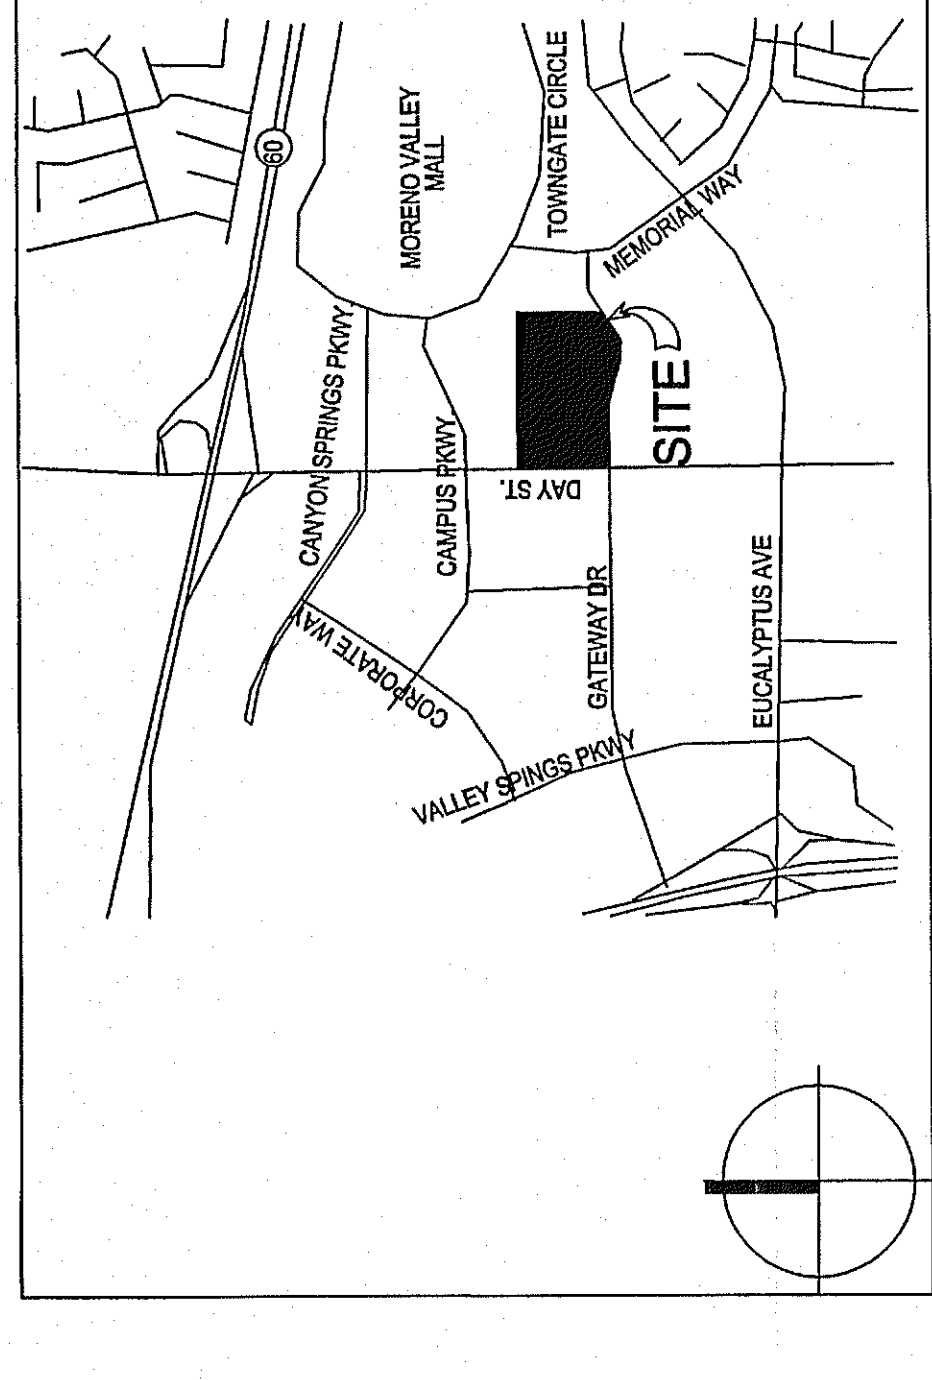 60
MORENO VALLEY
MALL
TOWNGATE CIRCLE
MEMORIAL WAY
CANYON SPRINGS PKWY.
CAMPUS PKWY
DAY ST.
SITE
CORPORATE WAY
GATEWAY DR
EUCALYPTUS AVE
VALLEY SPINGS PKWY